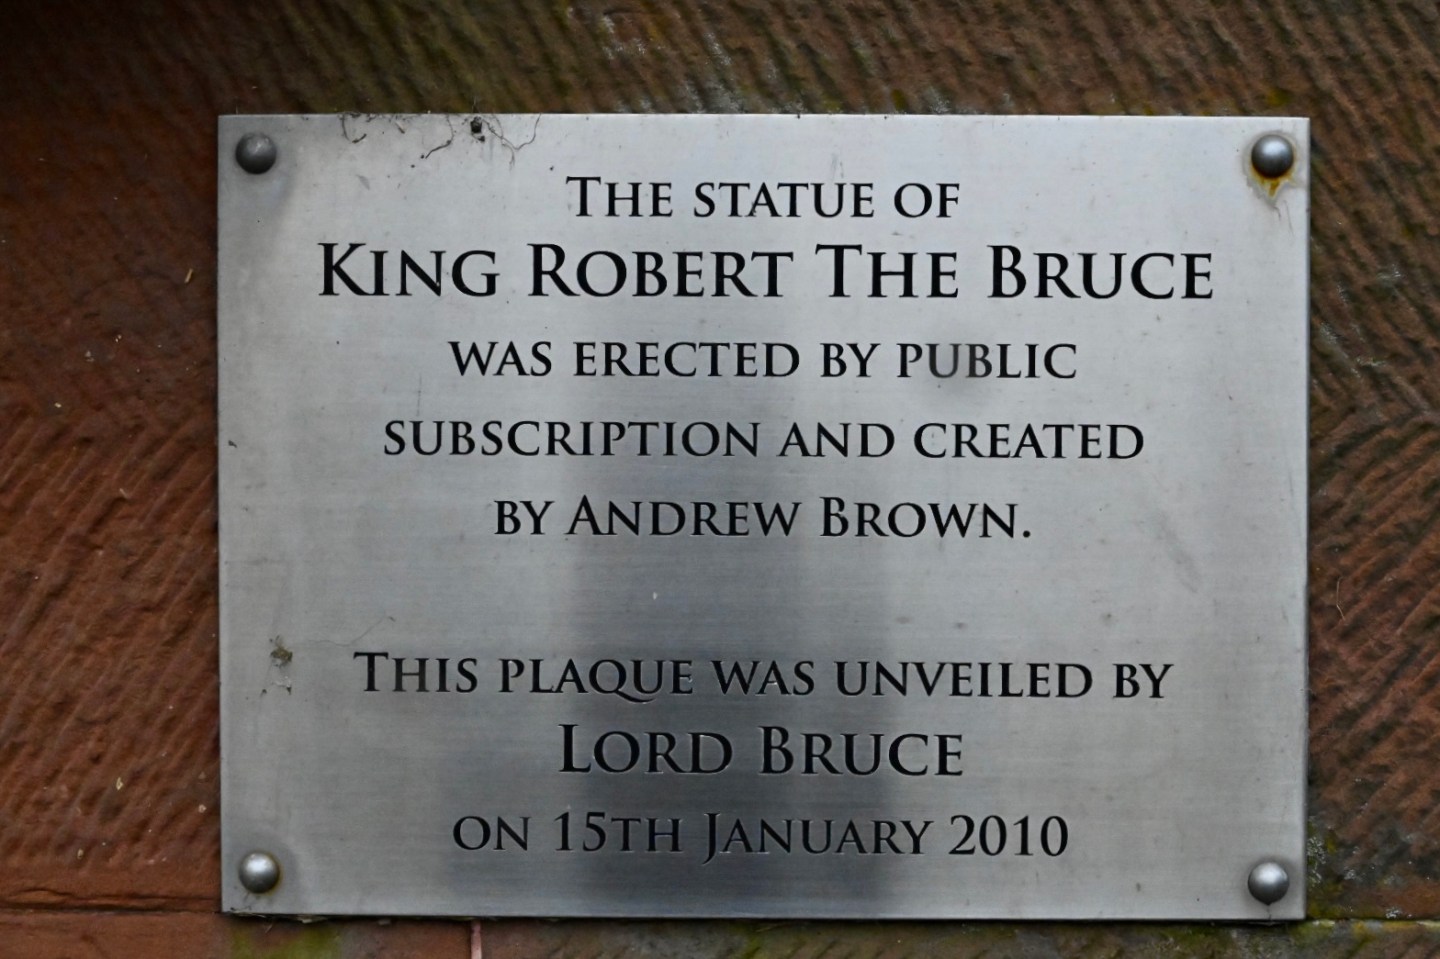 The statue of
King Robert The Bruce
was erected by public
subscription and created
by Andrew Brown.
This plaque was unveiled by
Lord Bruce
on 15th January 2010